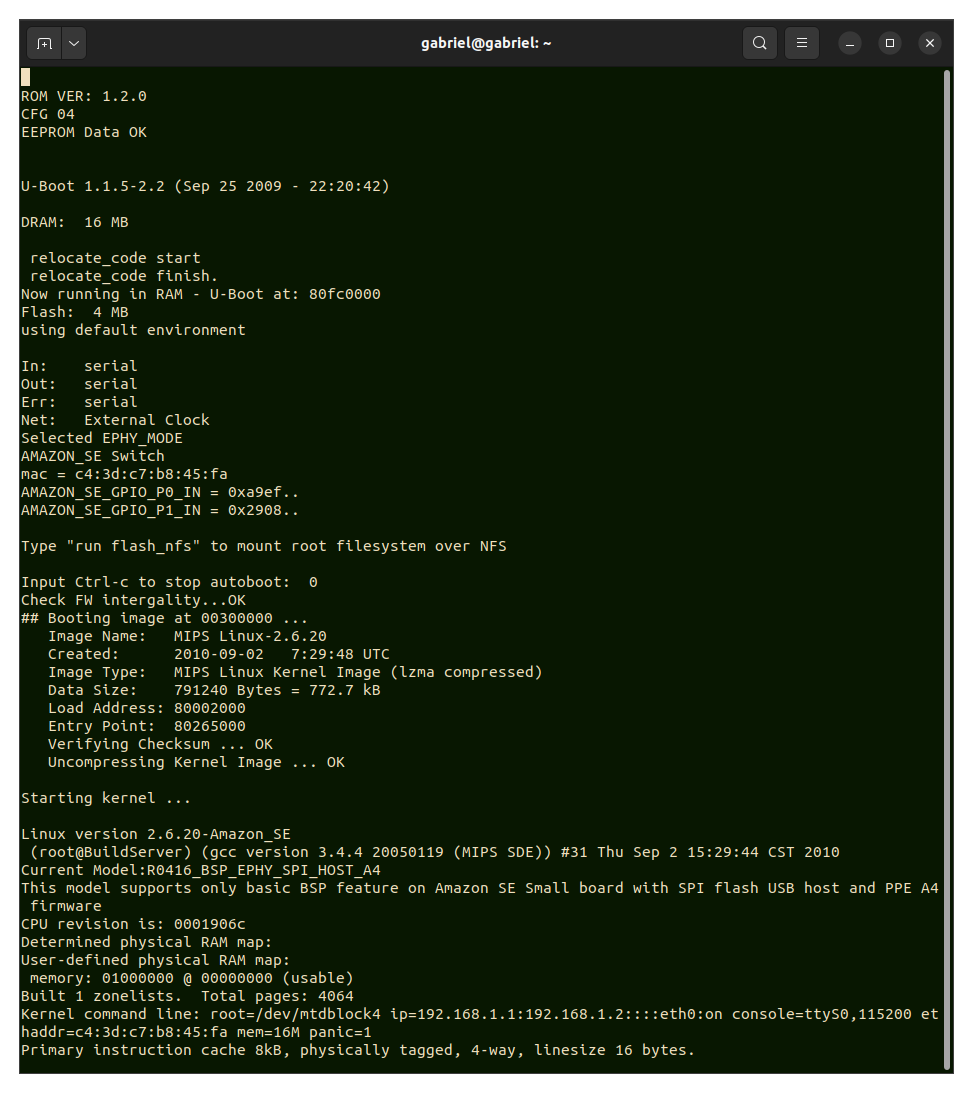 gabriel@gabriel: ~
ROM VER: 1.2.0
CFG 04
EEPROM Data OK
U-Boot 1.1.5-2.2 (Sep 25 2009 - 22:20:42)
DRAM:  16 MB
 relocate_code start
 relocate_code finish.
Now running in RAM - U-Boot at: 80fc0000
Flash:  4 MB
using default environment
In:    serial
Out:   serial
Err:   serial
Net:   External Clock
Selected EPHY_MODE
AMAZON_SE Switch
mac = c4:3d:c7:b8:45:fa
AMAZON_SE_GPIO_P0_IN = 0xa9ef..
AMAZON_SE_GPIO_P1_IN = 0x2908..
Type "run flash_nfs" to mount root filesystem over NFS
Input Ctrl-c to stop autoboot:  0
Check FW intergality...OK
## Booting image at 00300000 ...
   Image Name:   MIPS Linux-2.6.20
   Created:      2010-09-02   7:29:48 UTC
   Image Type:   MIPS Linux Kernel Image (lzma compressed)
   Data Size:    791240 Bytes = 772.7 kB
   Load Address: 80002000
   Entry Point:  80265000
   Verifying Checksum ... OK
   Uncompressing Kernel Image ... OK
Starting kernel ...
Linux version 2.6.20-Amazon_SE
 (root@BuildServer) (gcc version 3.4.4 20050119 (MIPS SDE)) #31 Thu Sep 2 15:29:44 CST 2010
Current Model:R0416_BSP_EPHY_SPI_HOST_A4
This model supports only basic BSP feature on Amazon SE Small board with SPI flash USB host and PPE A4
 firmware
CPU revision is: 0001906c
Determined physical RAM map:
User-defined physical RAM map:
 memory: 01000000 @ 00000000 (usable)
Built 1 zonelists.  Total pages: 4064
Kernel command line: root=/dev/mtdblock4 ip=192.168.1.1:192.168.1.2::::eth0:on console=ttyS0,115200 et
haddr=c4:3d:c7:b8:45:fa mem=16M panic=1
Primary instruction cache 8kB, physically tagged, 4-way, linesize 16 bytes.